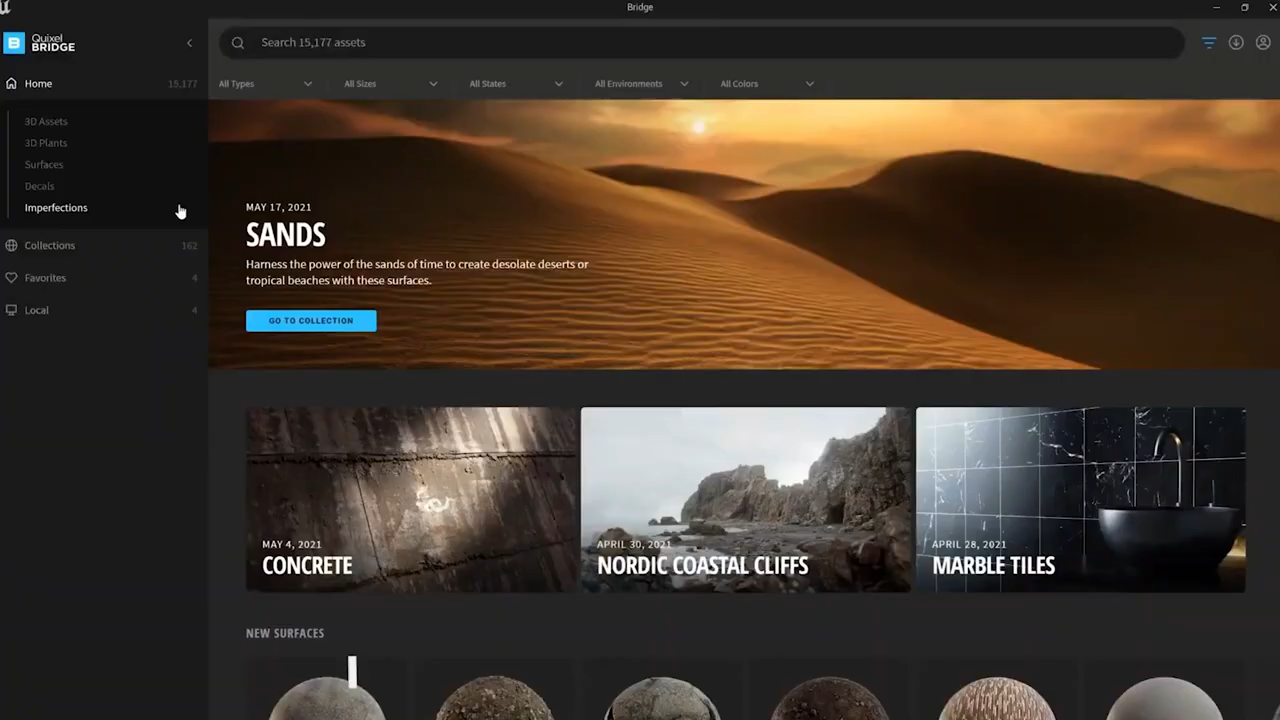 Bridge
Quixel
BRIDGE
Search 15,177 assets
Home 15,177
All Types
All Sizes
All States
All Environments
All Colors
3D Assets
3D Plants
Surfaces
Decals
Imperfections
Collections 162
Favorites 4
Local 4
MAY 17, 2021
SANDS
Harness the power of the sands of time to create desolate deserts or
tropical beaches with these surfaces.
GO TO COLLECTION
MAY 4, 2021
CONCRETE
APRIL 30, 2021
NORDIC COASTAL CLIFFS
APRIL 28, 2021
MARBLE TILES
NEW SURFACES